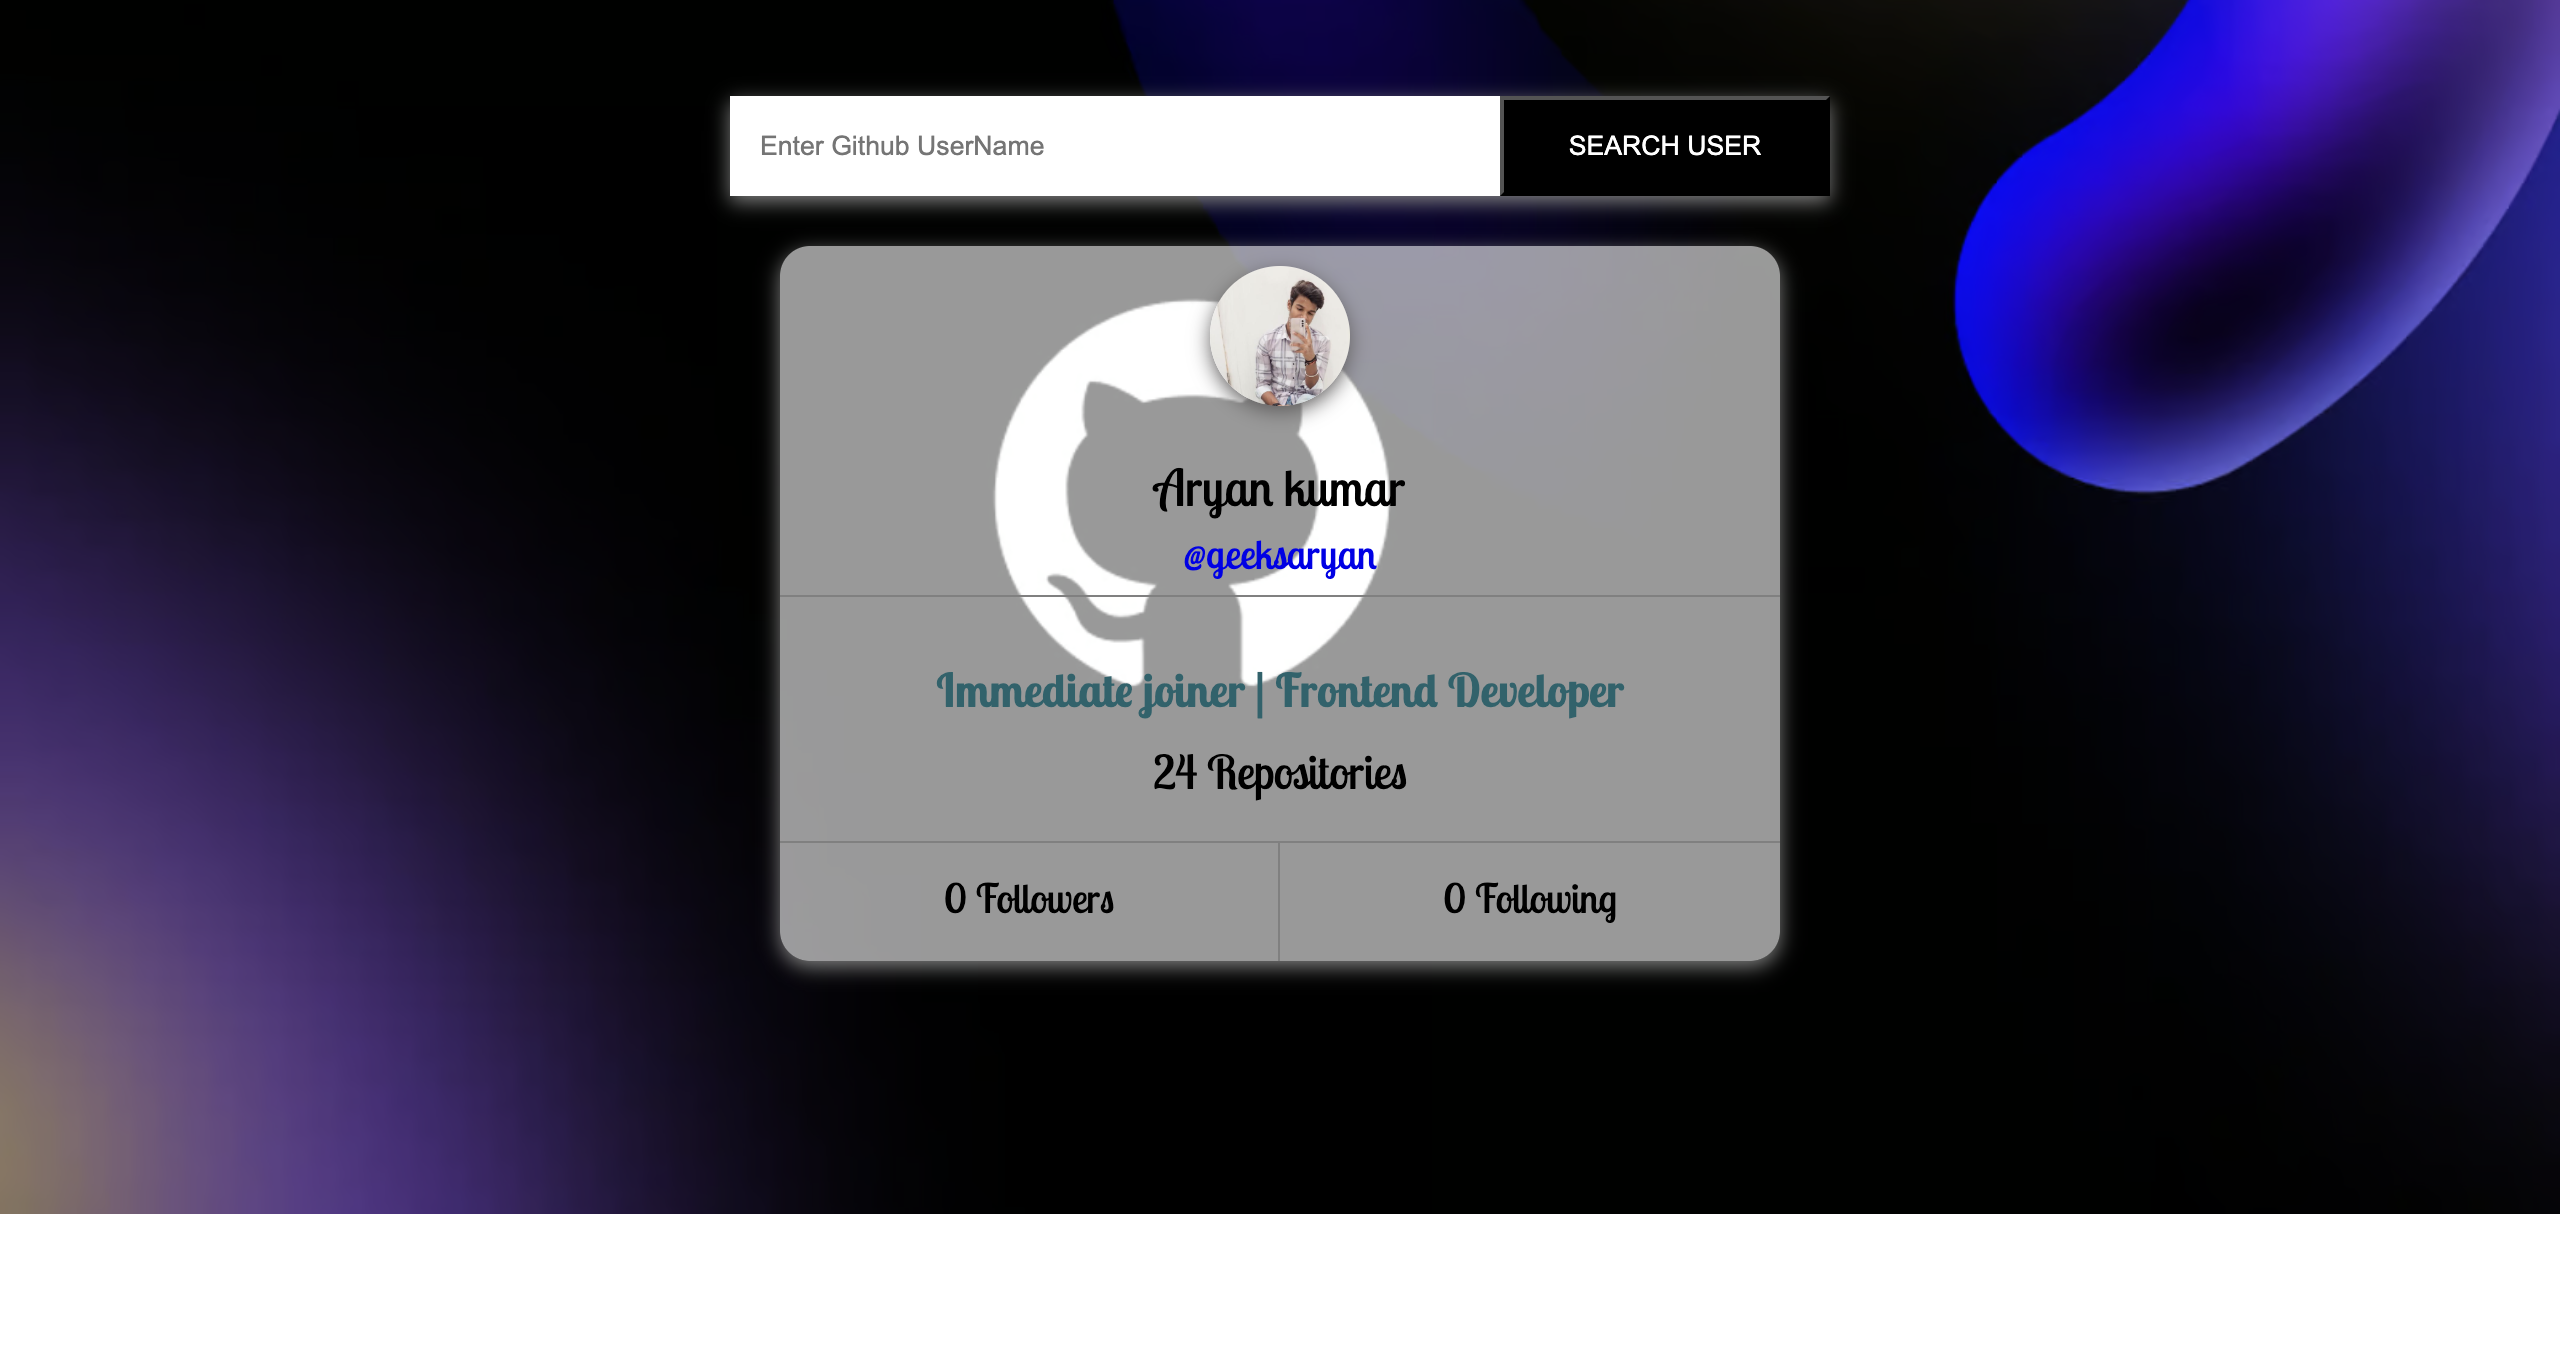 Enter Github UserName
SEARCH USER
Aryan kumar
@geeksaryan
Immediate joiner | Frontend Developer
24 Repositories
0 Followers
0 Following